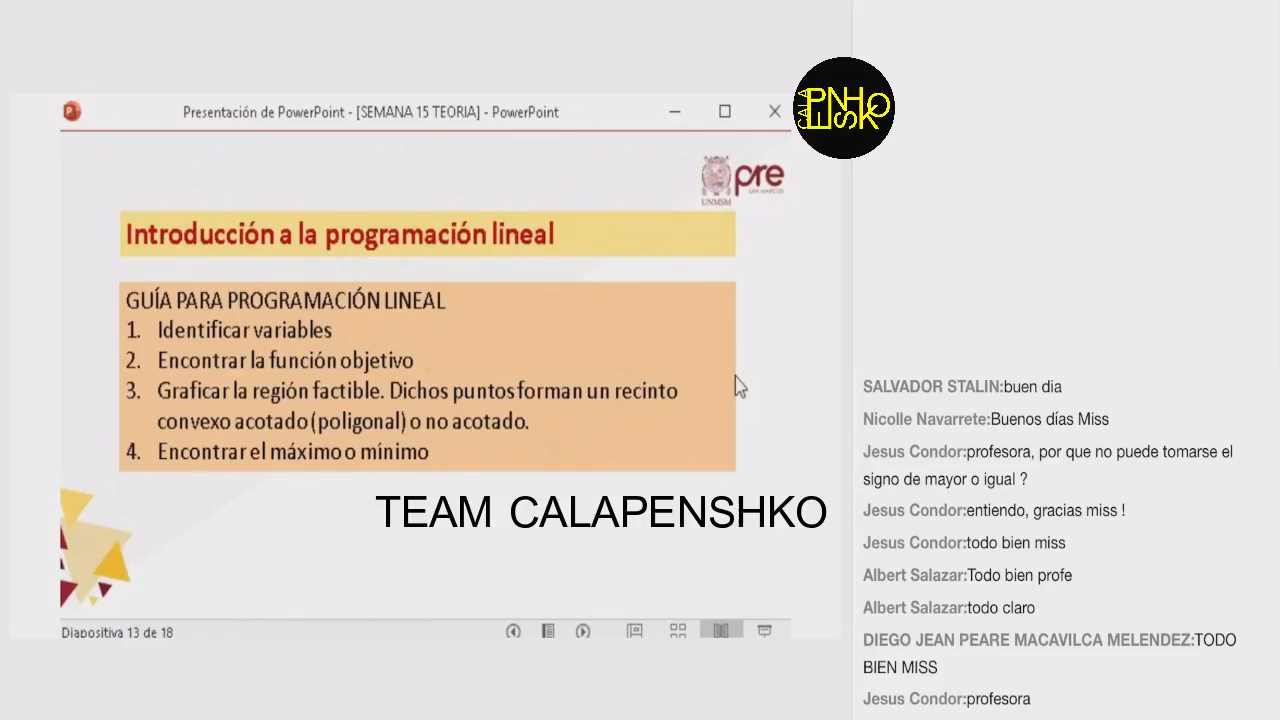 Presentación de PowerPoint - [SEMANA 15 TEORIA] - PowerPoint
CALA
PENHSKO
pre
SAN MARCOS
UNMSM
Introducción a la programación lineal
GUÍA PARA PROGRAMACIÓN LINEAL
1. Identificar variables
2. Encontrar la función objetivo
3. Graficar la región factible. Dichos puntos forman un recinto
convexo acotado (poligonal) o no acotado.
4. Encontrar el máximo o mínimo
TEAM CALAPENSHKO
Diapositiva 13 de 18
SALVADOR STALIN:buen dia
Nicolle Navarrete:Buenos días Miss
Jesus Condor:profesora, por que no puede tomarse el
signo de mayor o igual ?
Jesus Condor:entiendo, gracias miss !
Jesus Condor:todo bien miss
Albert Salazar:Todo bien profe
Albert Salazar:todo claro
DIEGO JEAN PEARE MACAVILCA MELENDEZ:TODO
BIEN MISS
Jesus Condor:profesora